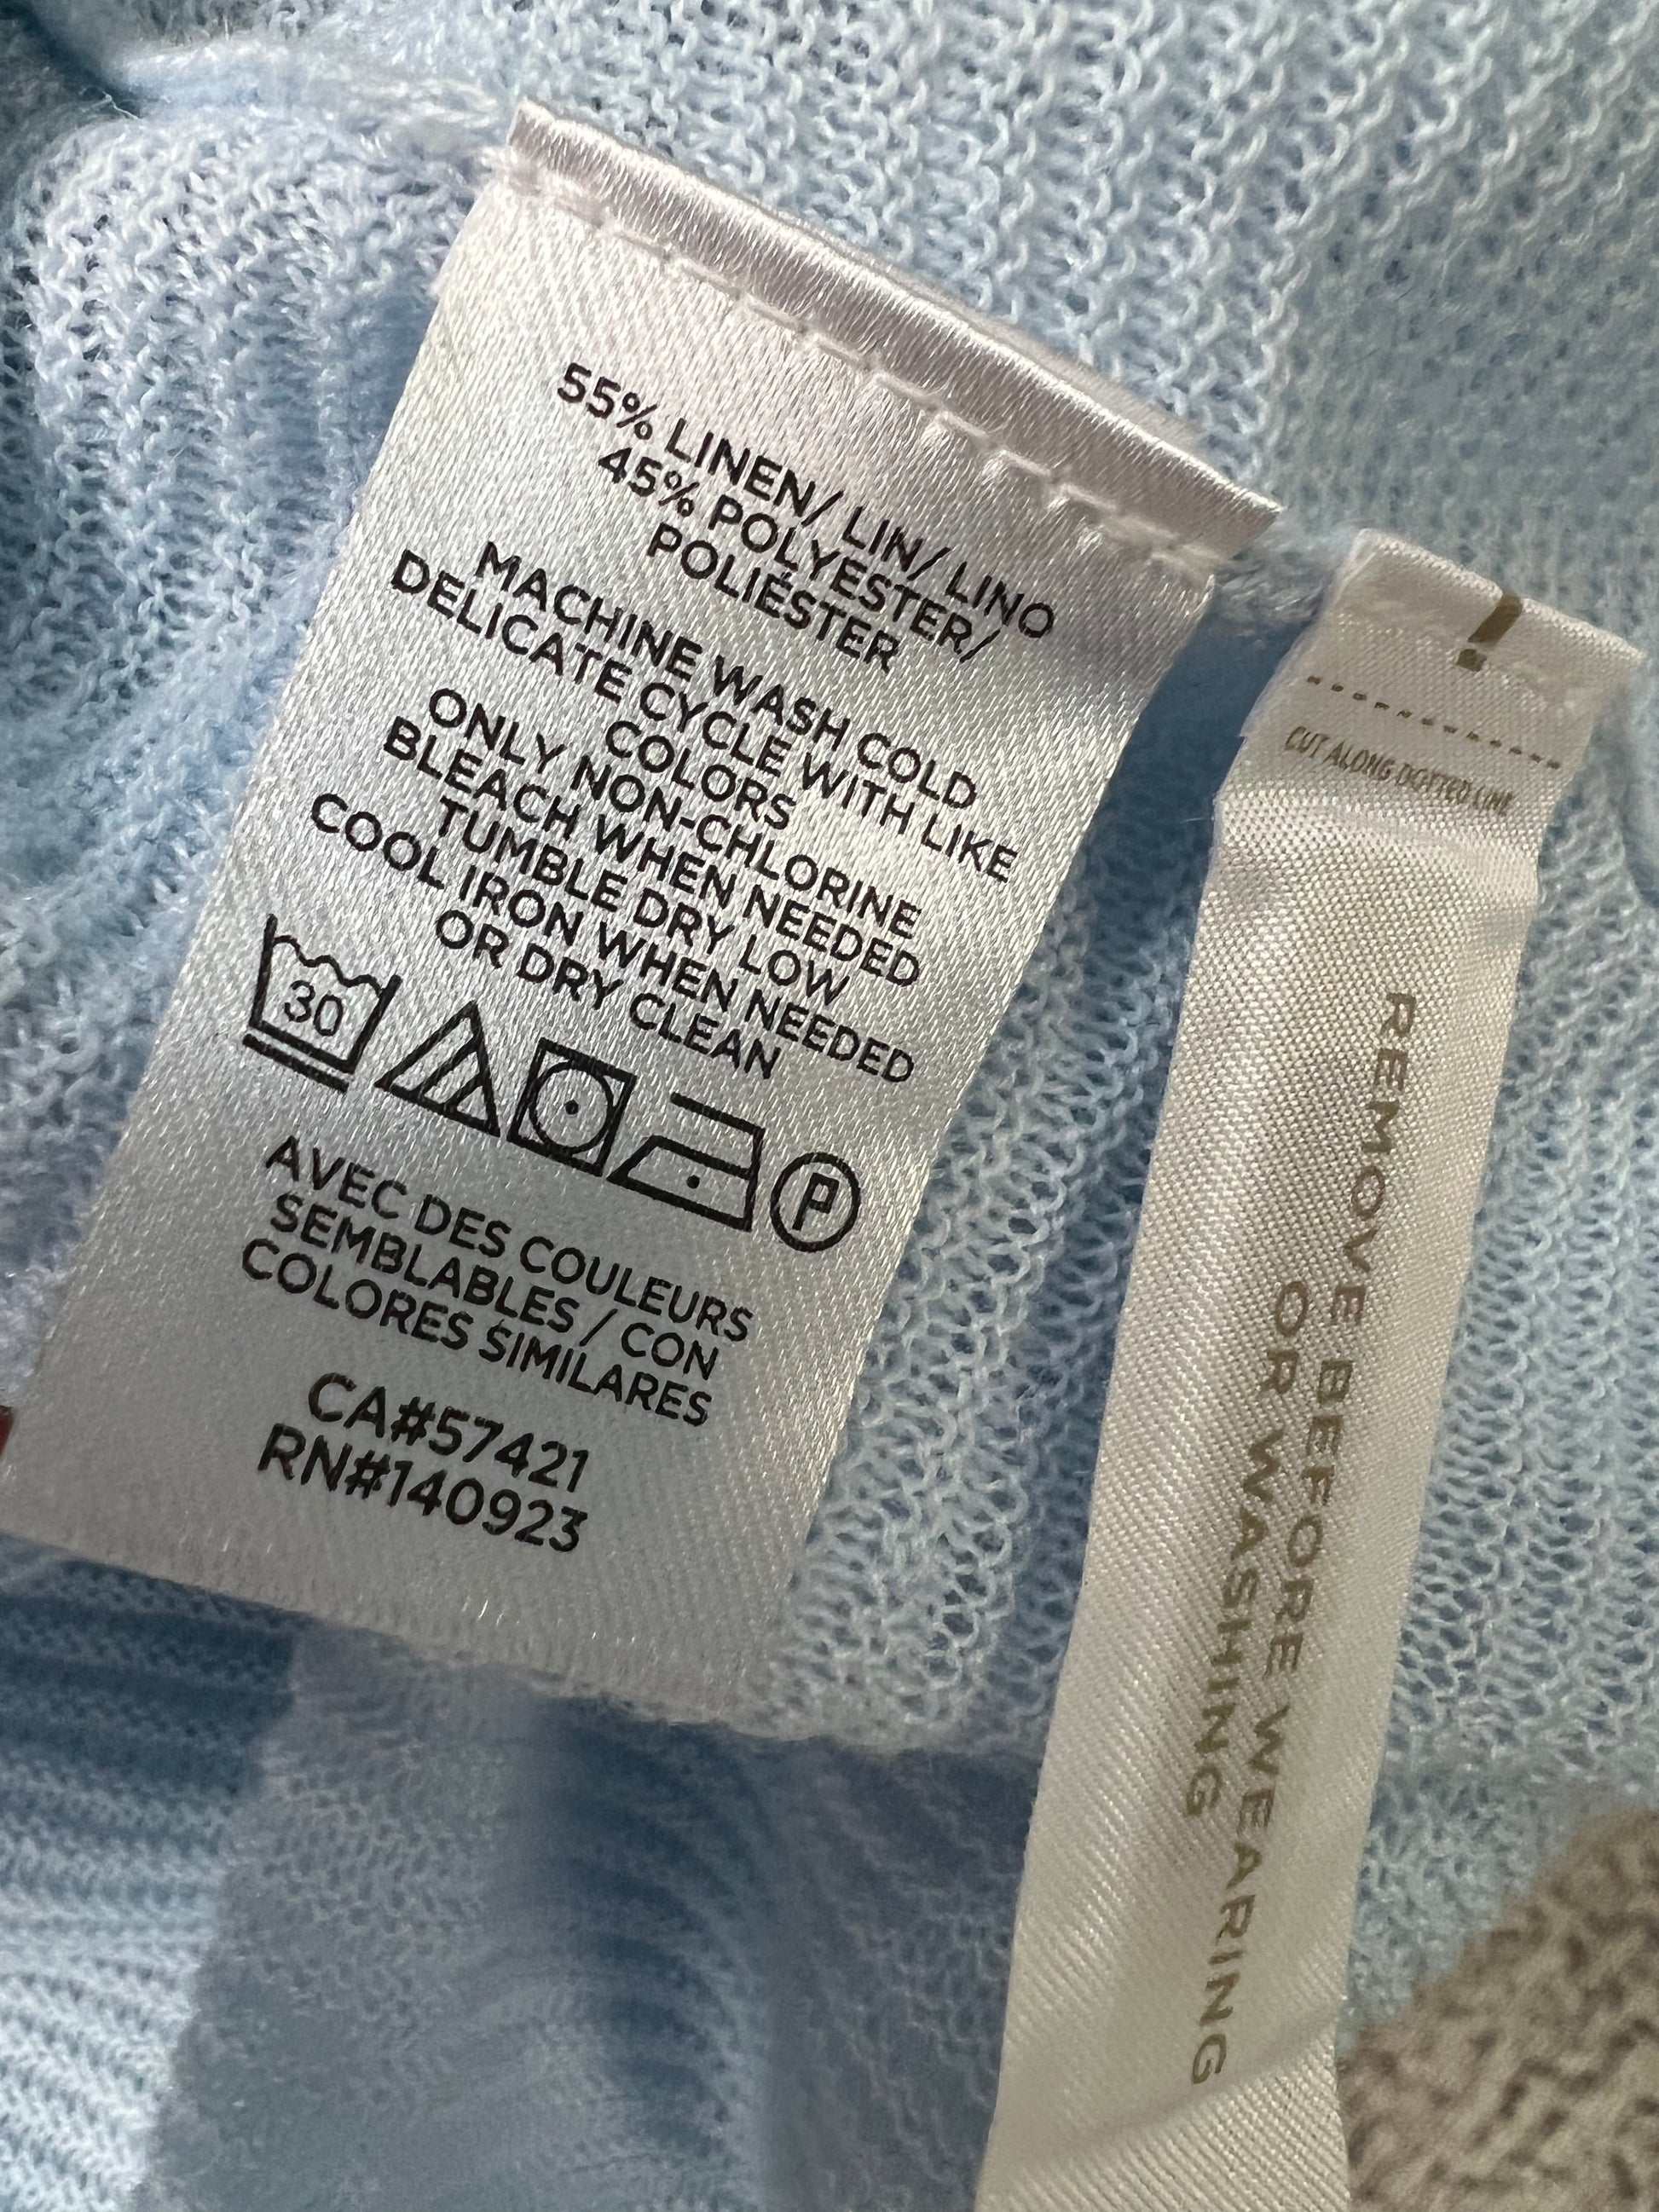 55% LINEN/ LIN/ LINO
45% POLYESTER/
POLIÉSTER
MACHINE WASH COLD
DELICATE CYCLE WITH LIKE
COLORS
ONLY NON-CHLORINE
BLEACH WHEN NEEDED
TUMBLE DRY LOW
COOL IRON WHEN NEEDED
OR DRY CLEAN
30
P
AVEC DES COULEURS
SEMBLABLES / CON
COLORES SIMILARES
CA#57421
RN#140923
CUT ALONG DOTTED LINE
REMOVE BEFORE WEARING
OR WASHING